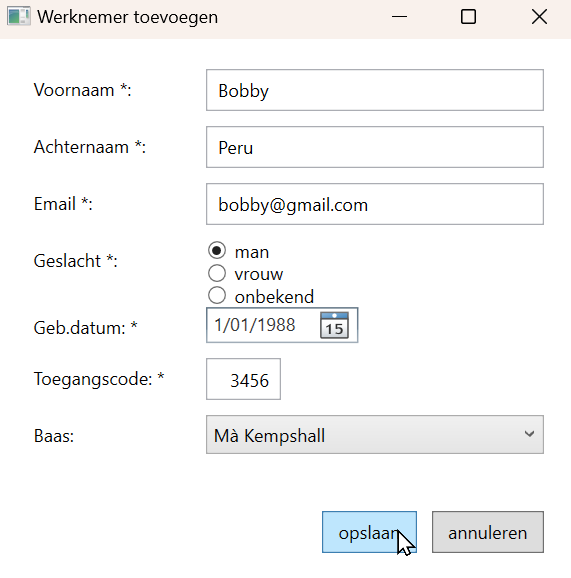 Werknemer toevoegen
Voornaam *: Bobby
Achternaam *: Peru
Email *: bobby@gmail.com
Geslacht *: man
vrouw
onbekend
Geb.datum: * 1/01/1988 15
Toegangscode: * 3456
Baas: Mà Kempshall
opslaan annuleren